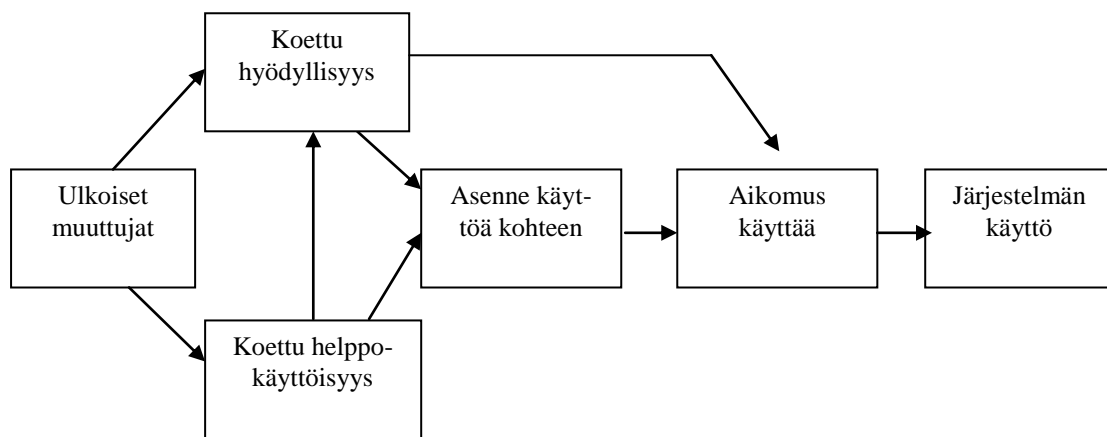 Koettu
hyödyllisyys
Ulkoiset
muuttujat
Asenne käyt-
töä kohteen
Aikomus
käyttää
Järjestelmän
käyttö
Koettu helppo-
käyttöisyys